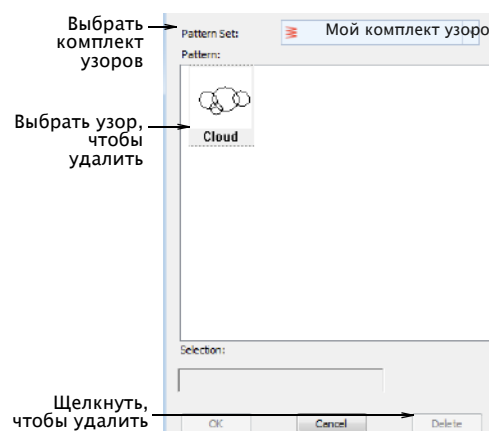 Выбрать
комплект
узоров
Pattern Set:
Мой комплект узоро
Pattern:
Cloud
Выбрать узор,
чтобы
удалить
Selection:
Щелкнуть,
чтобы удалить
OK
Cancel
Delete